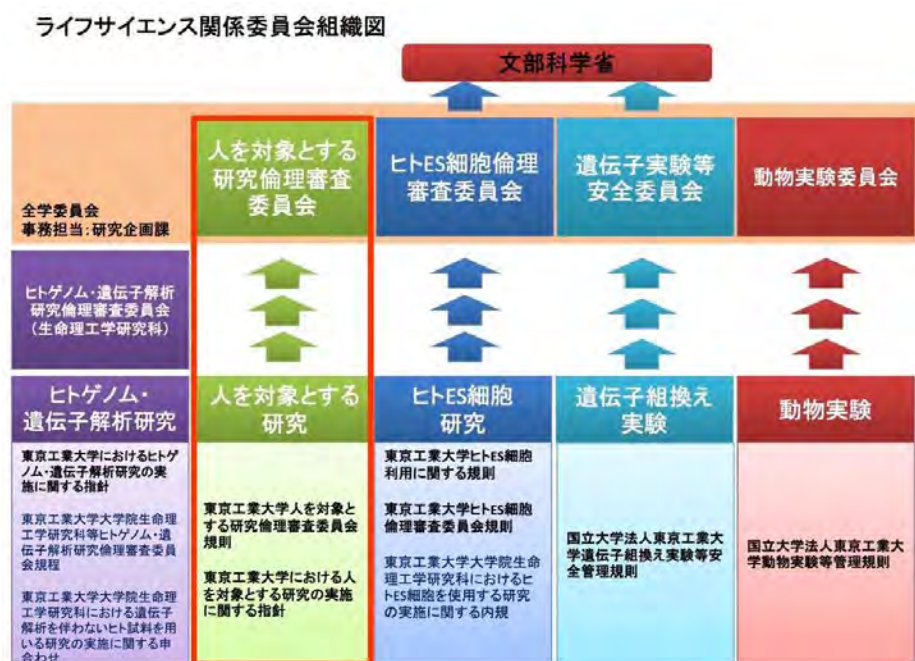 ライフサイエンス関係委員会組織図
文部科学省
全学委員会
事務担当:研究企画課
人を対象とする
研究倫理審査
委員会
ヒトES細胞倫理
審査委員会
遺伝子実験等
安全委員会
動物実験委員会
ヒトゲノム・遺伝子解析
研究倫理審査委員会
(生命理工学研究科)
ヒトゲノム・
遺伝子解析研究
人を対象とする
研究
ヒトES細胞
研究
遺伝子組換え
実験
動物実験
東京工業大学におけるヒトゲ
ノム・遺伝子解析研究の実
施に関する指針
東京工業大学大学院生命理
工学研究科等ヒトゲノム・遺
伝子解析研究倫理審査委員
会規程
東京工業大学大学院生命理
工学研究科における遺伝子
解析を伴わないヒト試料を用
いる研究の実施に関する申
合わせ
東京工業大学人を対象と
する研究倫理審査委員会
規則
東京工業大学における人
を対象とする研究の実施
に関する指針
東京工業大学ヒトES細胞
利用に関する規則
東京工業大学ヒトES細胞
倫理審査委員会規則
東京工業大学大学院生命
理工学研究科におけるヒ
トES細胞を使用する研究
の実施に関する内規
国立大学法人東京工業大
学遺伝子組換え実験等安
全管理規則
国立大学法人東京工業大
学動物実験等管理規則